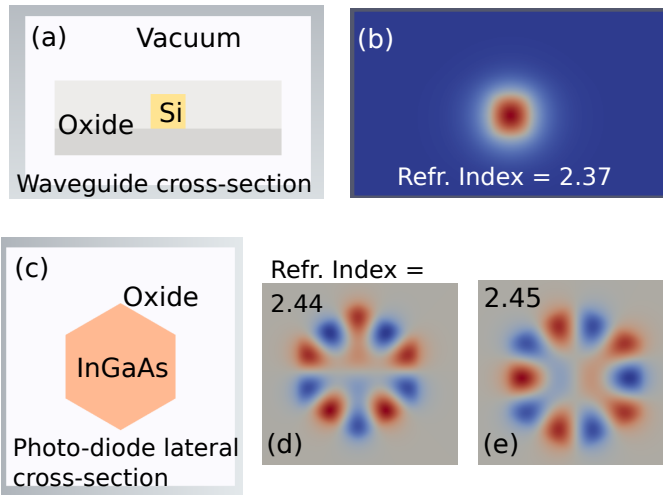 (a)
Vacuum
Si
Oxide
Waveguide cross-section
(b)
Refr. Index = 2.37
(c)
Oxide
InGaAs
Photo-diode lateral
cross-section
Refr. Index =
2.44
(d)
2.45
(e)